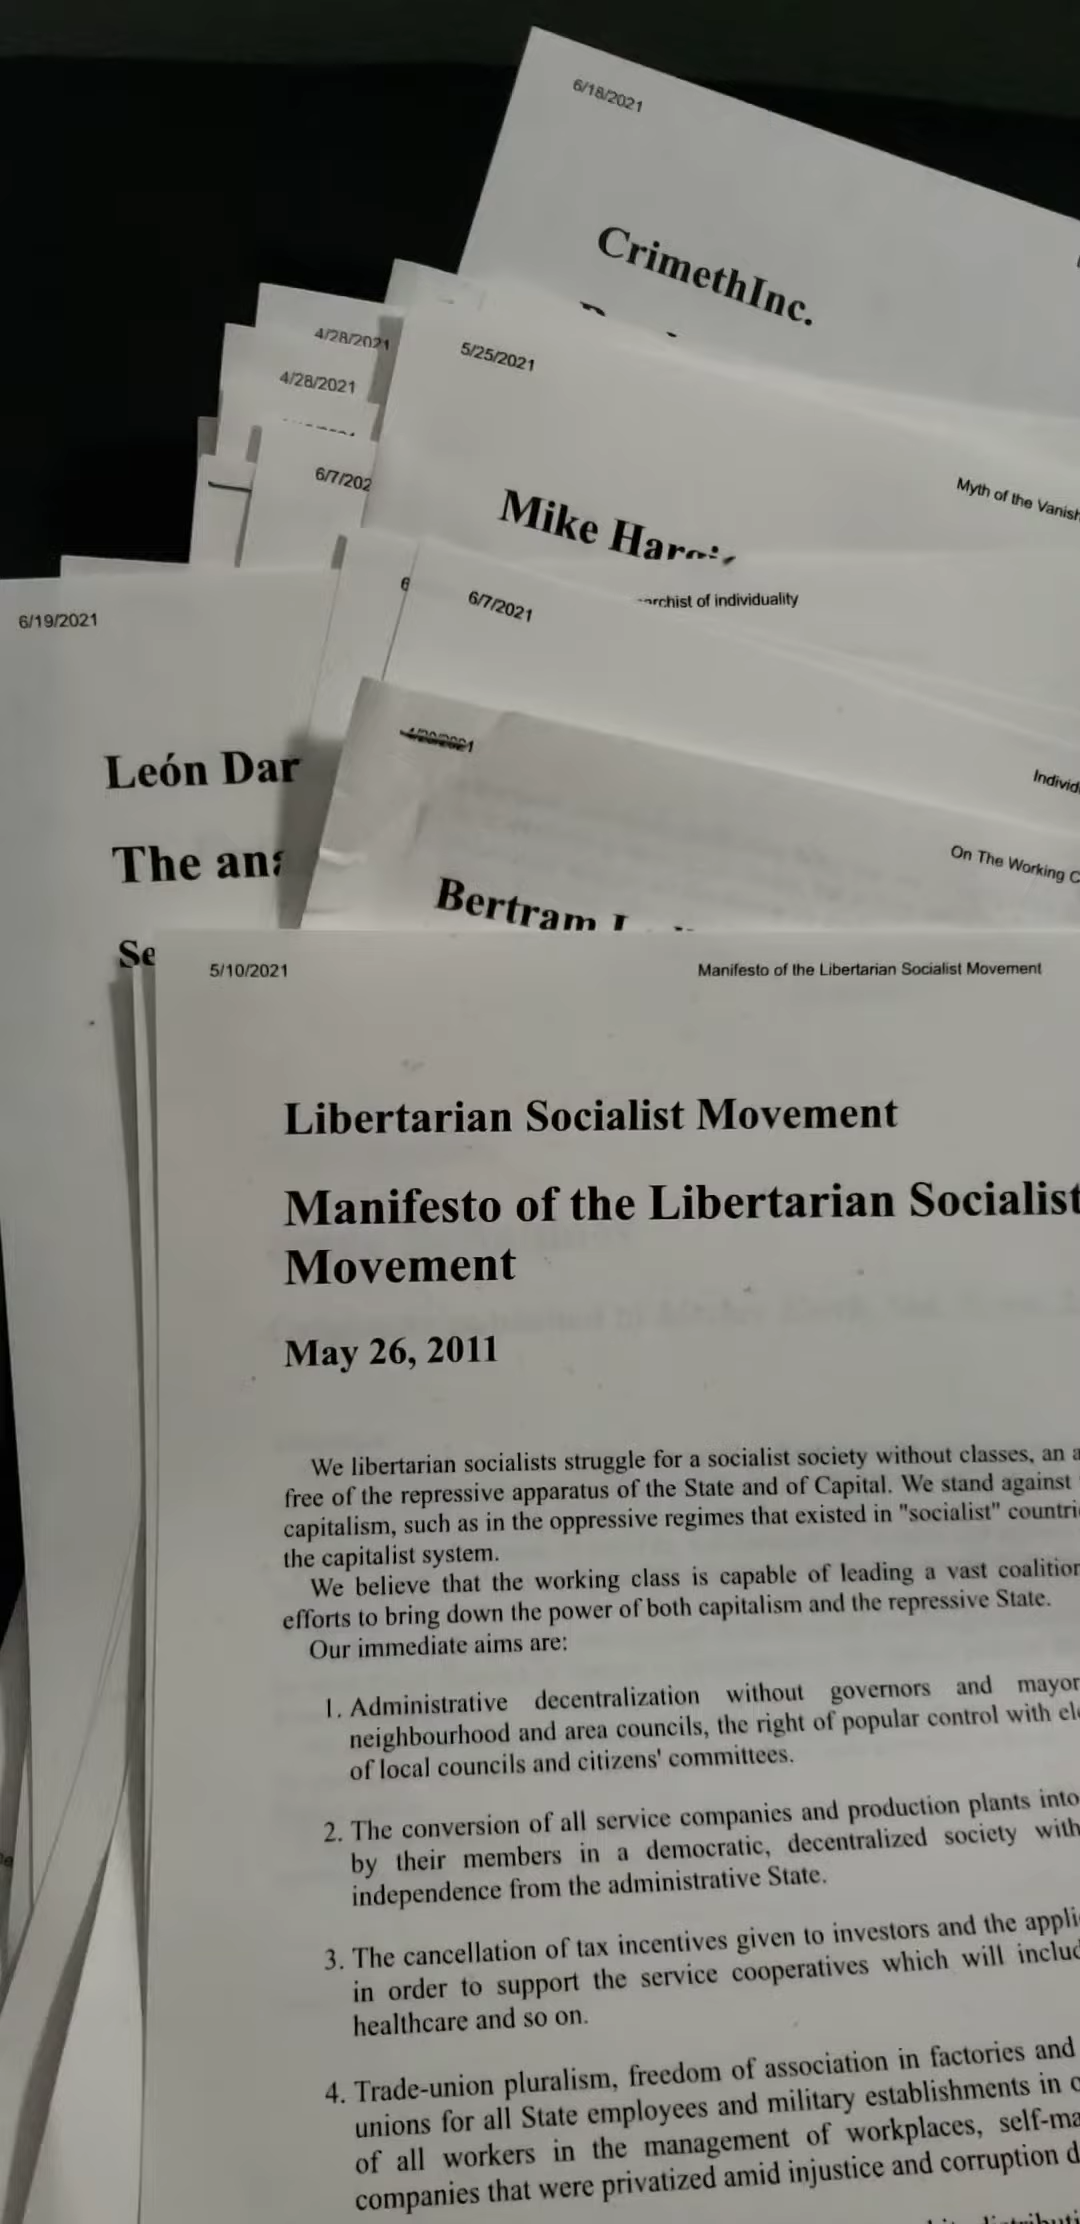 6/18/2021
CrimethInc.
4/28/2021
4/28/2021
5/25/2021
6/7/202
Myth of the Vanish
Mike
6/7/2021
of individuality
6/19/2021
León Dar
Individ
The ana
On The Working C
Bertram
Se
5/10/2021 Manifesto of the Libertarian Socialist Movement
Libertarian Socialist Movement
Manifesto of the Libertarian Socialist
Movement
May 26, 2011
We libertarian socialists struggle for a socialist society without classes, an a
free of the repressive apparatus of the State and of Capital. We stand against
capitalism, such as in the oppressive regimes that existed in "socialist" countri
the capitalist system.
We believe that the working class is capable of leading a vast coalition
efforts to bring down the power of both capitalism and the repressive State.
Our immediate aims are:
1. Administrative decentralization without governors and mayor
neighbourhood and area councils, the right of popular control with ele
of local councils and citizens' committees.
2. The conversion of all service companies and production plants into
by their members in a democratic, decentralized society with
independence from the administrative State.
3. The cancellation of tax incentives given to investors and the appli
in order to support the service cooperatives which will includ
healthcare and so on.
4. Trade-union pluralism, freedom of association in factories and
unions for all State employees and military establishments in
of all workers in the management of workplaces, self-ma
companies that were privatized amid injustice and corruption d